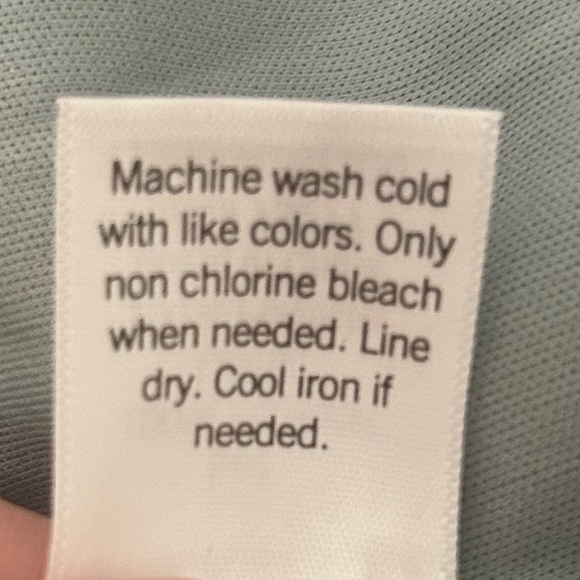 Machine wash cold
with like colors. Only
non chlorine bleach
when needed. Line
dry. Cool iron if
needed.